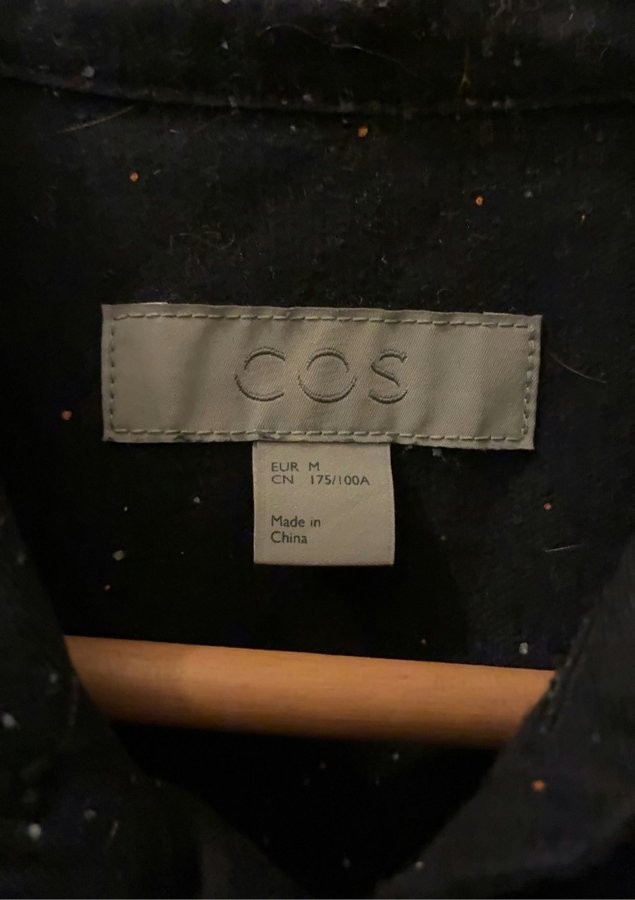 COS
EUR M
CN 175/100A
Made in
China